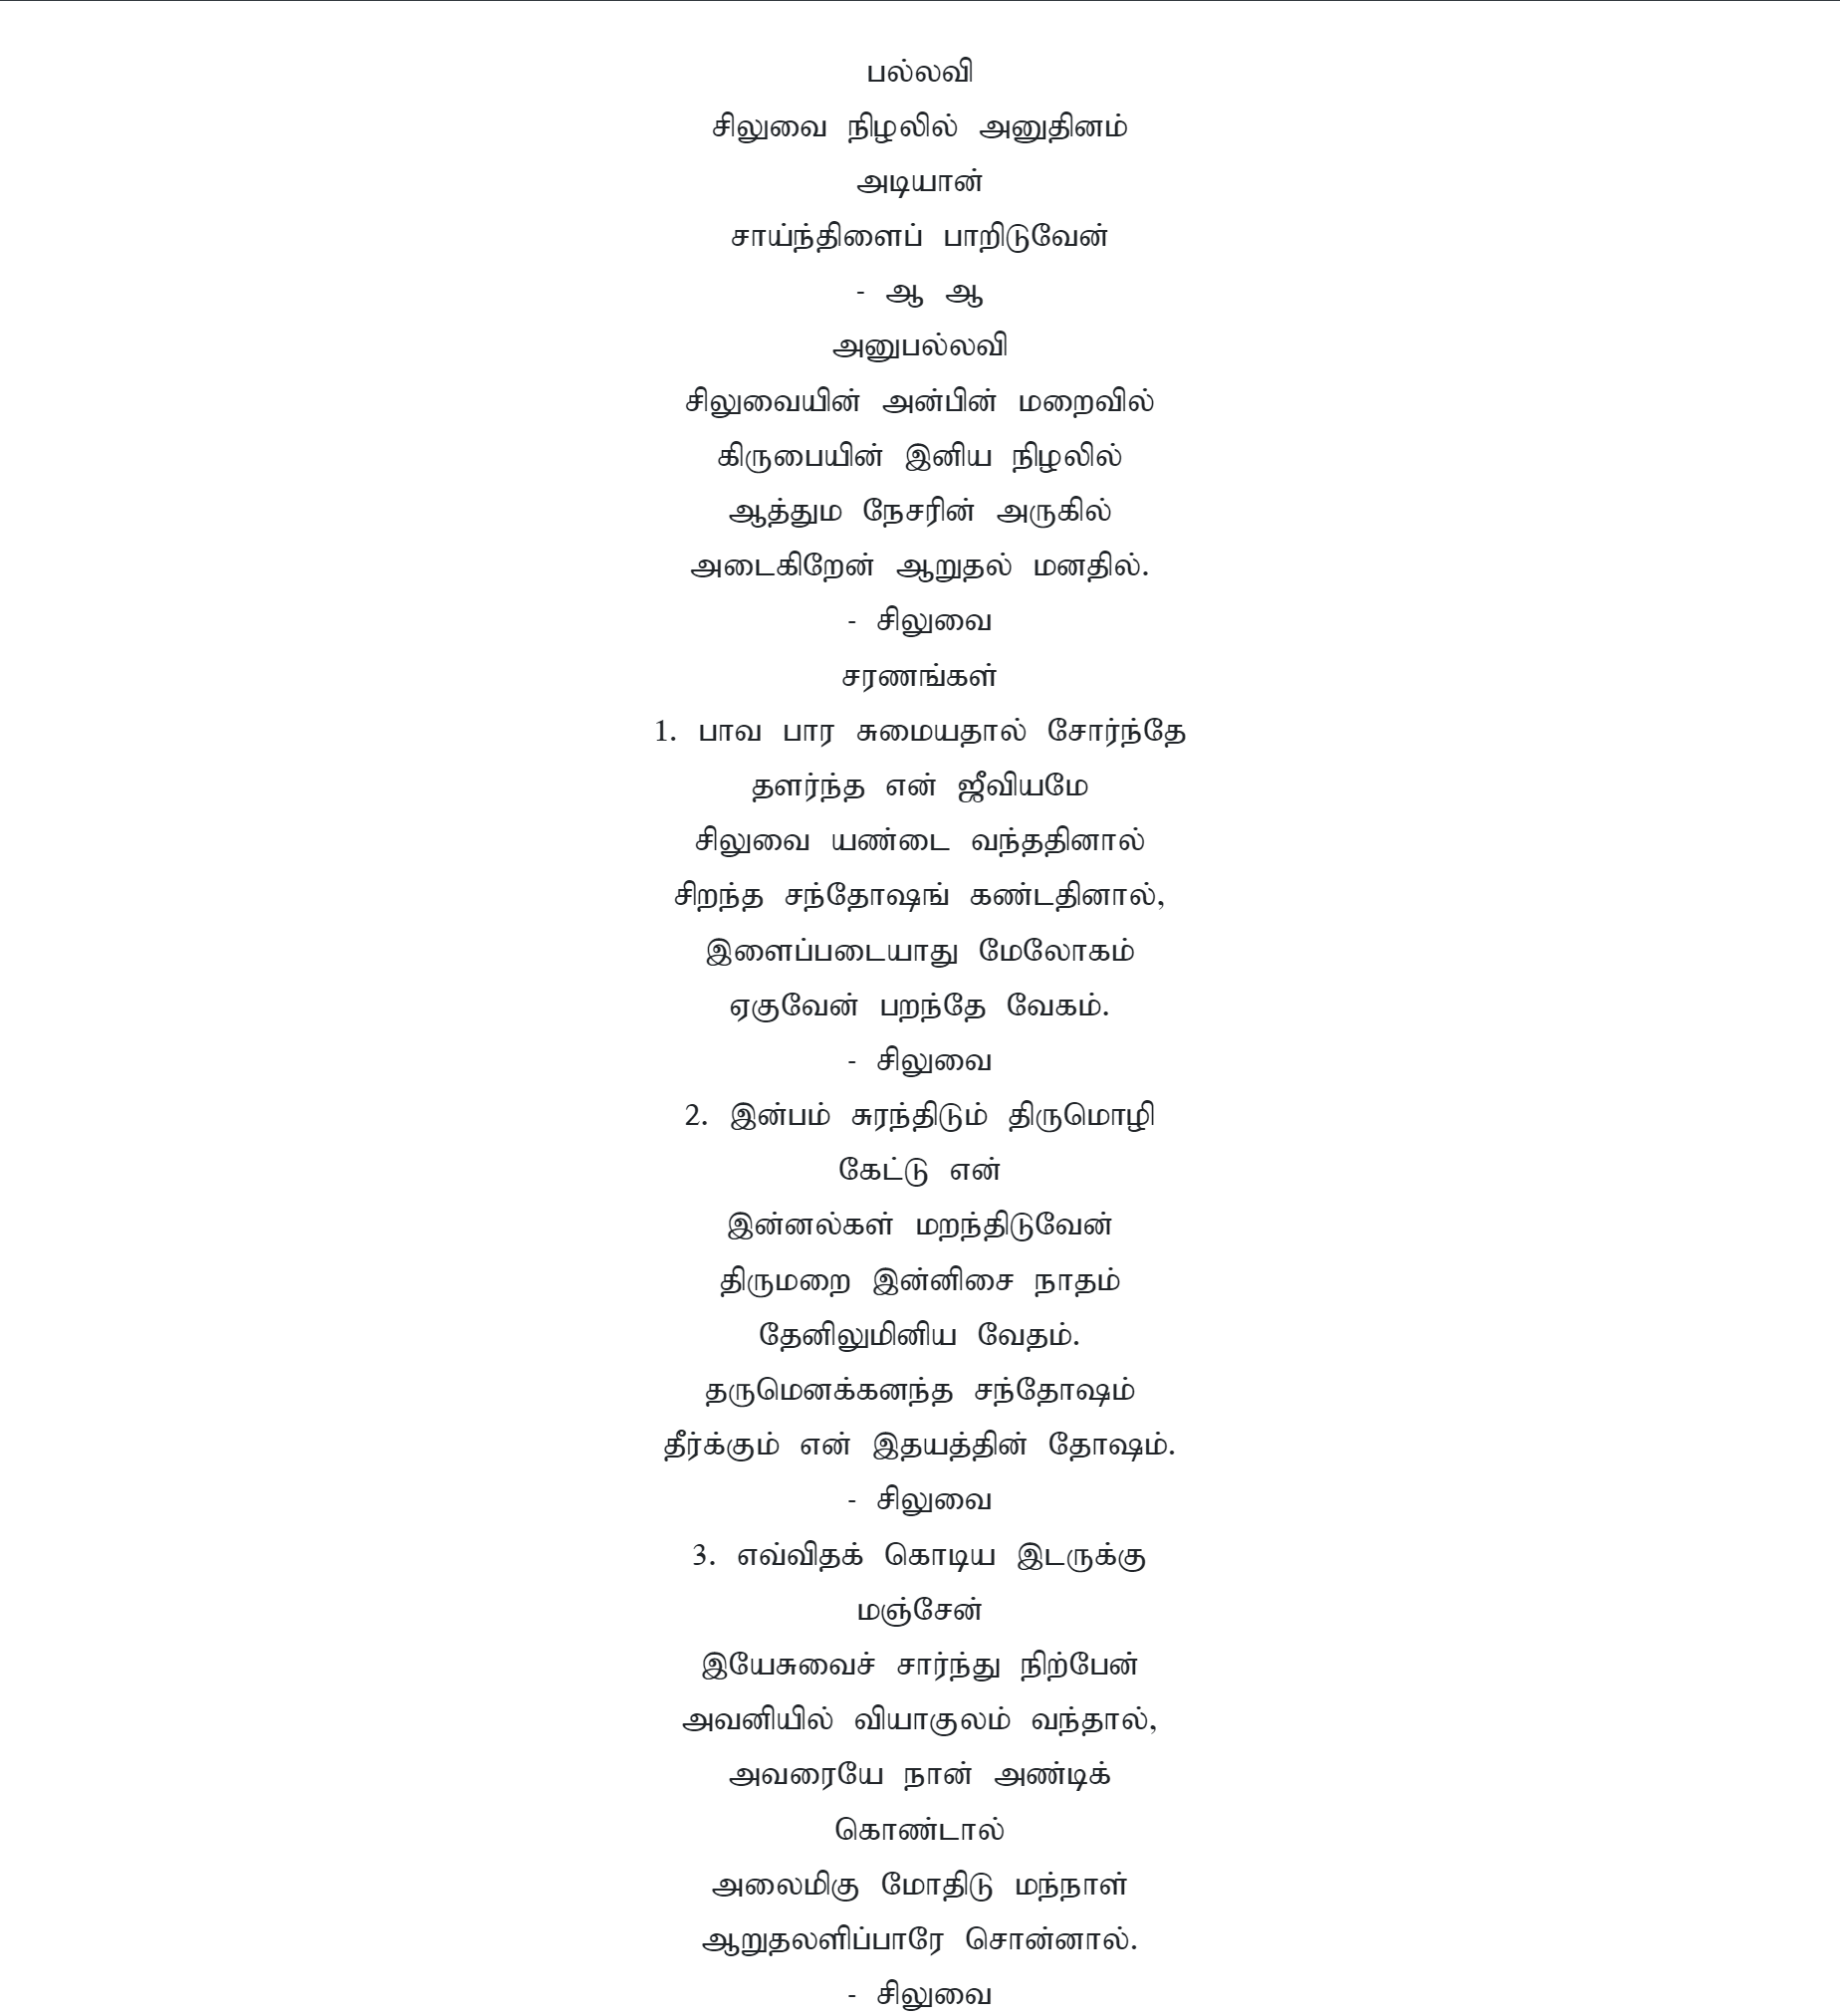 பல்லவி
சிலுவை நிழலில் அனுதினம்
அடியான்
சாய்ந்திளைப் பாறிடுவேன்
- ஆ ஆ
அனுபல்லவி
சிலுவையின் அன்பின் மறைவில்
கிருபையின் இனிய நிழலில்
ஆத்தும நேசரின் அருகில்
அடைகிறேன் ஆறுதல் மனதில்.
- சிலுவை
சரணங்கள்
1. பாவ பார சுமையதால் சோர்ந்தே
தளர்ந்த என் ஜீவியமே
சிலுவை யண்டை வந்ததினால்
சிறந்த சந்தோஷங் கண்டதினால்,
இளைப்படையாது மேலோகம்
ஏகுவேன் பறந்தே வேகம்.
- சிலுவை
2. இன்பம் சுரந்திடும் திருமொழி
கேட்டு என்
இன்னல்கள் மறந்திடுவேன்
திருமறை இன்னிசை நாதம்
தேனிலுமினிய வேதம்.
தருமெனக்கனந்த சந்தோஷம்
தீர்க்கும் என் இதயத்தின் தோஷம்.
- சிலுவை
3. எவ்விதக் கொடிய இடருக்கு
மஞ்சேன்
இயேசுவைச் சார்ந்து நிற்பேன்
அவனியில் வியாகுலம் வந்தால்,
அவரையே நான் அண்டிக்
கொண்டால்
அலைமிகு மோதிடு மந்நாள்
ஆறுதலளிப்பாரே சொன்னால்.
- சிலுவை